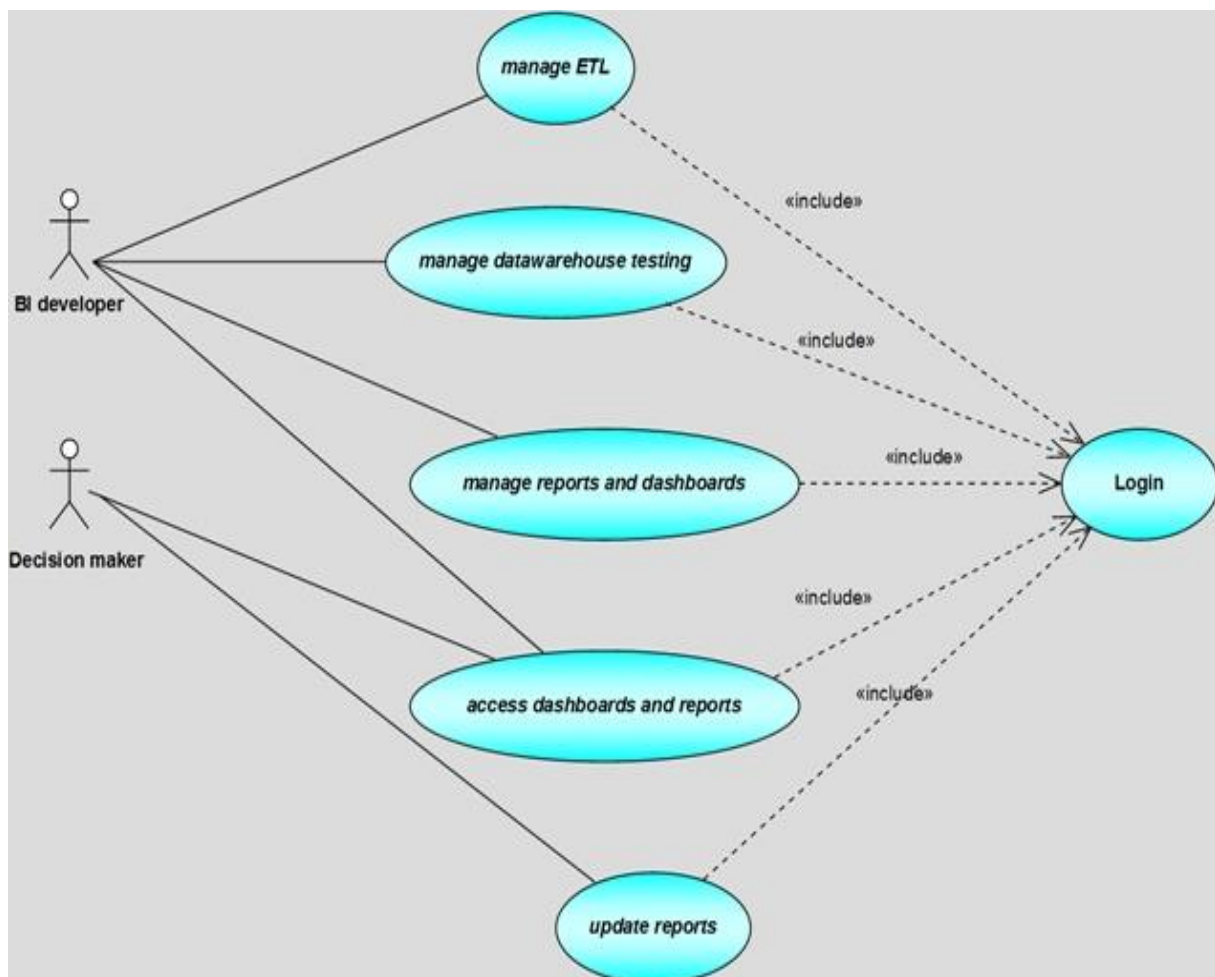 manage ETL
«include»
manage datawarehouse testing
BI developer
«include»
manage reports and dashboards
«include»
Login
Decision maker
«include»
access dashboards and reports
«include»
update reports